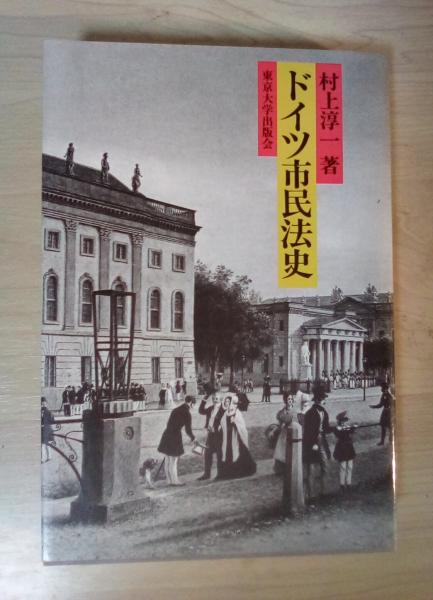 村上淳一著
ドイツ市民法史
東京大学出版会